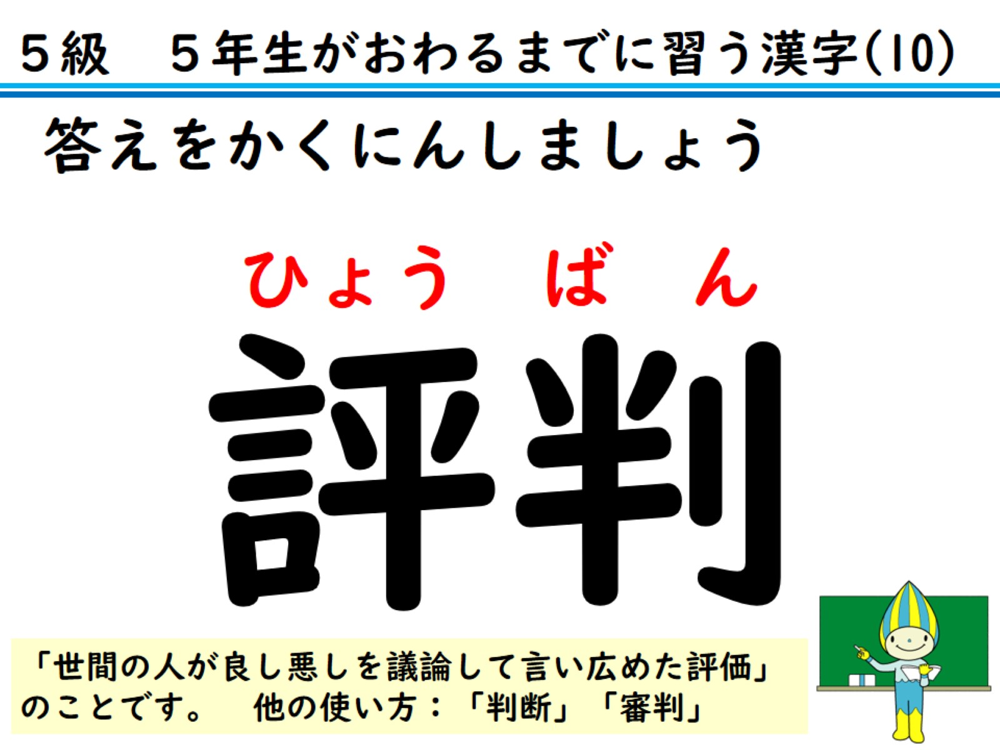 ５級　５年生がおわるまでに習う漢字(10)
答えをかくにんしましょう
ひょう　ば　ん
評判
「世間の人が良し悪しを議論して言い広めた評価」
のことです。　他の使い方：「判断」「審判」